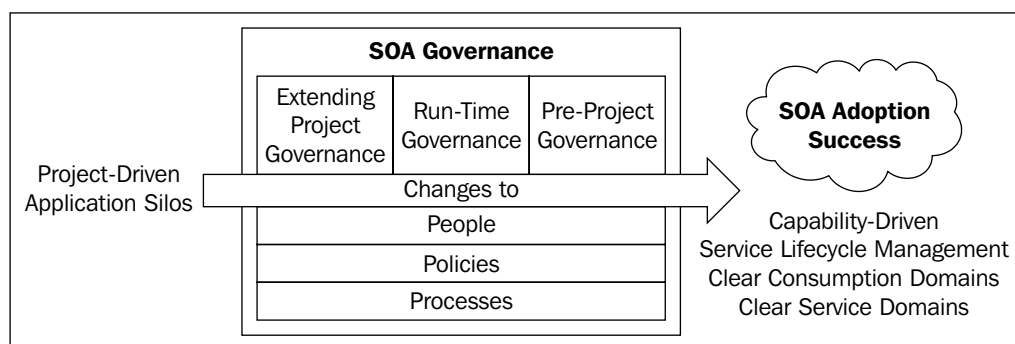 SOA Governance
Extending
Project
Governance
Run-Time
Governance
Pre-Project
Governance
SOA Adoption
Success
Project-Driven
Application Silos
Changes to
People
Policies
Processes
Capability-Driven
Service Lifecycle Management
Clear Consumption Domains
Clear Service Domains